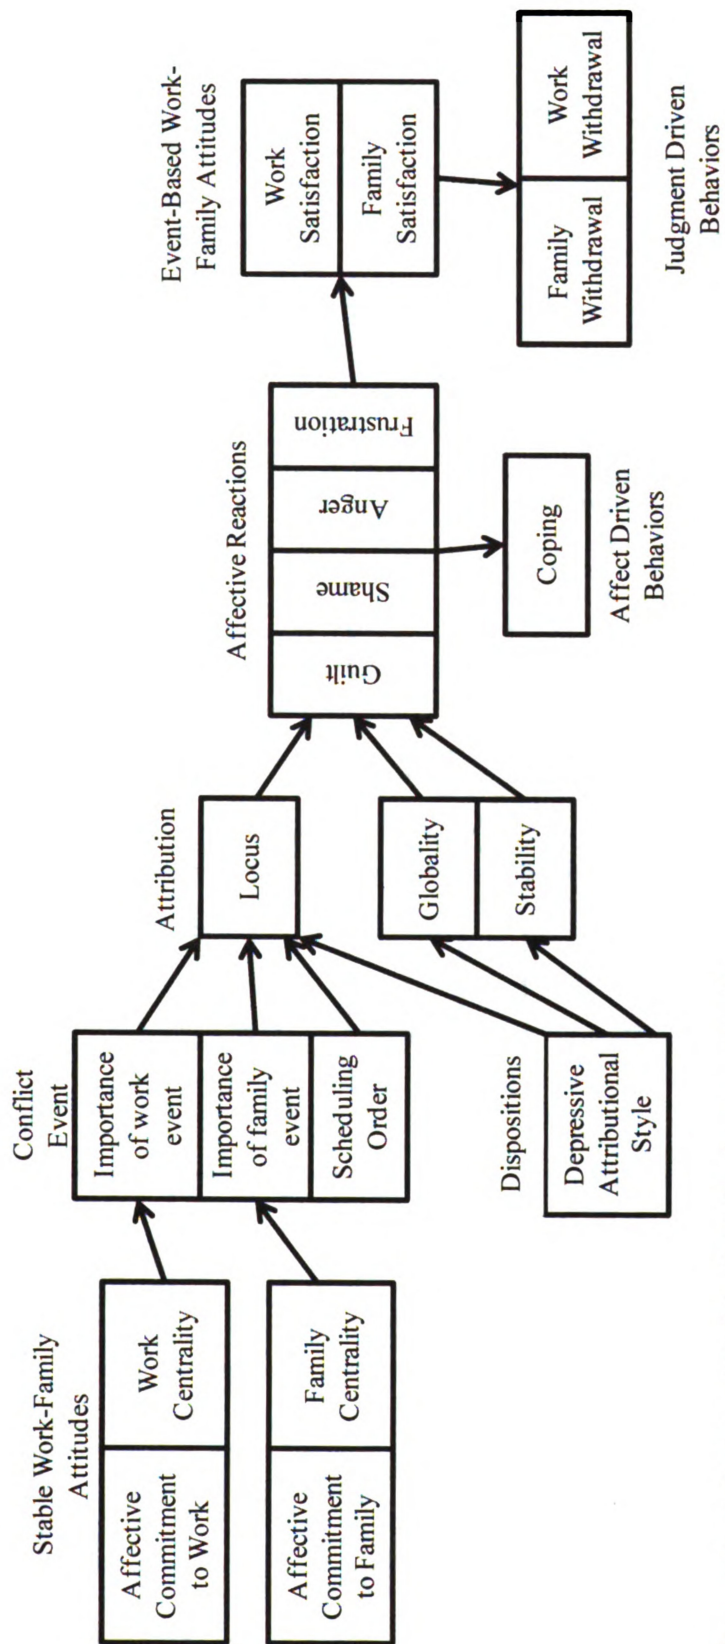 Stable Work-Family
Attitudes
Affective
Commitment
to Work
Work
Centrality
Affective
Commitment
to Family
Family
Centrality
Conflict
Event
Importance
of work
event
Importance
of family
event
Scheduling
Order
Dispositions
Depressive
Attributional
Style
Attribution
Locus
Globality
Stability
Affective Reactions
Guilt
Shame
Anger
Frustration
Coping
Affect Driven
Behaviors
Event-Based Work-
Family Attitudes
Work
Satisfaction
Family
Satisfaction
Family
Withdrawal
Work
Withdrawal
Judgment Driven
Behaviors